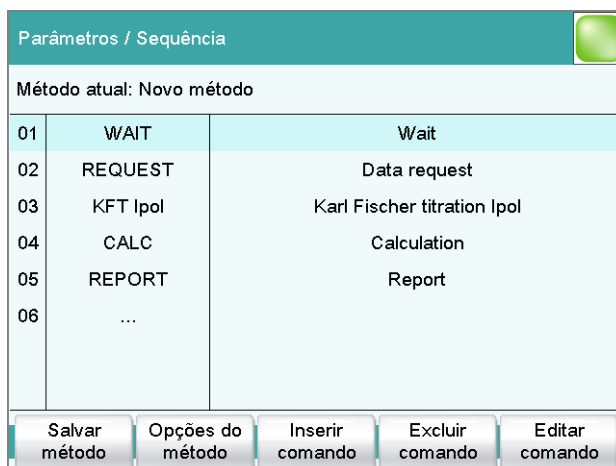 Parâmetros / Sequência
Método atual: Novo método
01 WAIT Wait
02 REQUEST Data request
03 KFT Ipol Karl Fischer titration Ipol
04 CALC Calculation
05 REPORT Report
06 ...
Salvar método Opções do método Inserir comando Excluir comando Editar comando